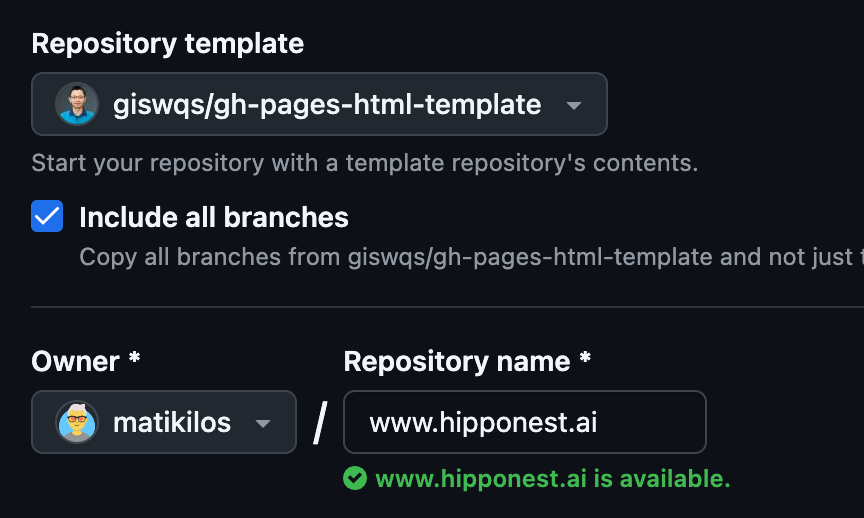 Repository template
giswqs/gh-pages-html-template
Start your repository with a template repository's contents.
Include all branches
Copy all branches from giswqs/gh-pages-html-template and not just
Owner *
Repository name *
matikilos
/
www.hipponest.ai
www.hipponest.ai is available.